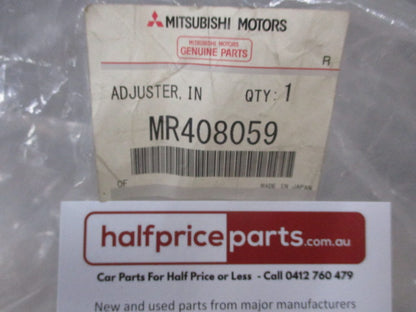 MITSUBISHI MOTORS
MITSUBISHI MOTORS
GENUINE PARTS
R
ADJUSTER, IN QTY: 1
MR408059
OF MADE IN JAPAN
halfpriceparts.com.au
Car Parts For Half Price or Less - Call 0412 760 479
New and used parts from major manufacturers